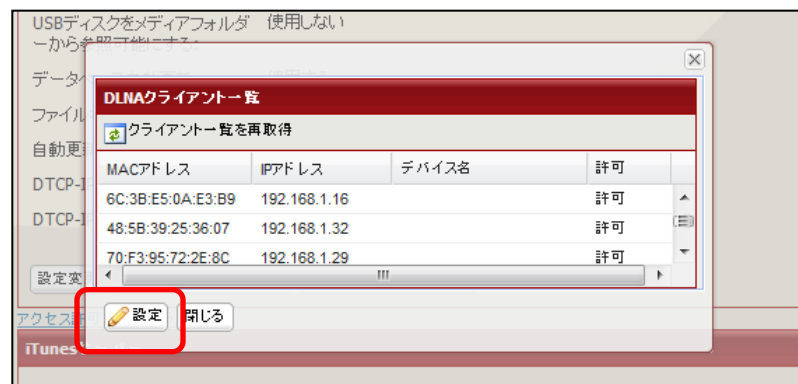 USBディスクをメディアフォルダ 使用しない
ーから参照可能にする:
データベ
DLNAクライアント一覧
ファイル
クライアント一覧を再取得
自動更新
MACアドレス IPアドレス デバイス名 許可
DTCP-I
6C:3B:E5:0A:E3:B9 192.168.1.16 許可
DTCP-I
48:5B:39:25:36:07 192.168.1.32 許可
70:F3:95:72:2E:8C 192.168.1.29 許可
設定変
設定 閉じる
アクセス許
iTunes